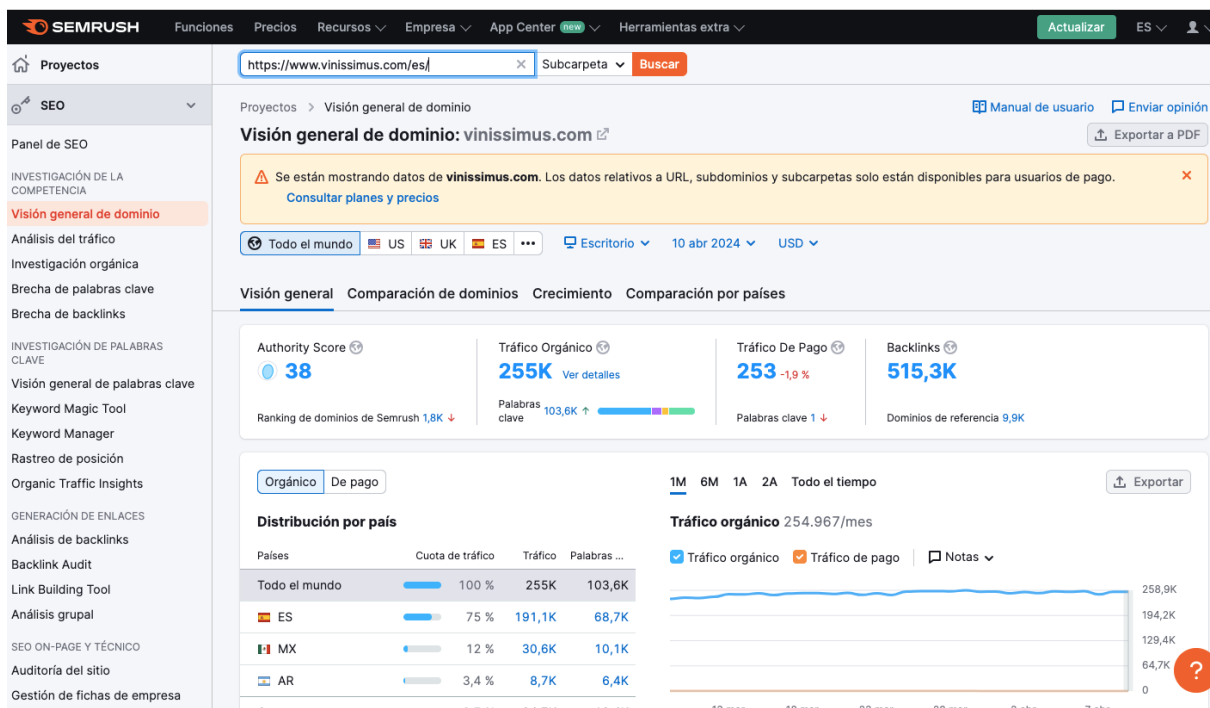 SEMRUSH
Funciones Precios Recursos Empresa App Center new Herramientas extra Actualizar ES
Proyectos
https://www.vinissimus.com/es/ Subcarpeta Buscar
SEO
Proyectos > Visión general de dominio
Manual de usuario Enviar opinión
Visión general de dominio: vinissimus.com
Exportar a PDF
Panel de SEO
INVESTIGACIÓN DE LA
COMPETENCIA
Visión general de dominio
Análisis del tráfico
Investigación orgánica
Brecha de palabras clave
Brecha de backlinks
INVESTIGACIÓN DE PALABRAS
CLAVE
Visión general de palabras clave
Keyword Magic Tool
Keyword Manager
Rastreo de posición
Organic Traffic Insights
GENERACIÓN DE ENLACES
Análisis de backlinks
Backlink Audit
Link Building Tool
Análisis grupal
SEO ON-PAGE Y TÉCNICO
Auditoría del sitio
Gestión de fichas de empresa
Se están mostrando datos de vinissimus.com. Los datos relativos a URL, subdominios y subcarpetas solo están disponibles para usuarios de pago.
Consultar planes y precios
Todo el mundo US UK ES ••• Escritorio 10 abr 2024 USD
Visión general Comparación de dominios Crecimiento Comparación por países
Authority Score
38
Ranking de dominios de Semrush 1,8K ↓
Tráfico Orgánico
255K Ver detalles
Palabras
clave 103,6K ↑
Tráfico De Pago
253 -1,9 %
Palabras clave 1 ↓
Backlinks
515,3K
Dominios de referencia 9,9K
Orgánico De pago
Distribución por país
Países Cuota de tráfico Tráfico Palabras ...
Todo el mundo 100 % 255K 103,6K
ES 75 % 191,1K 68,7K
MX 12 % 30,6K 10,1K
AR 3,4 % 8,7K 6,4K
1M 6M 1A 2A Todo el tiempo
Exportar
Tráfico orgánico 254.967/mes
Tráfico orgánico Tráfico de pago Notas
258,9K
194,2K
129,4K
64,7K
0
?